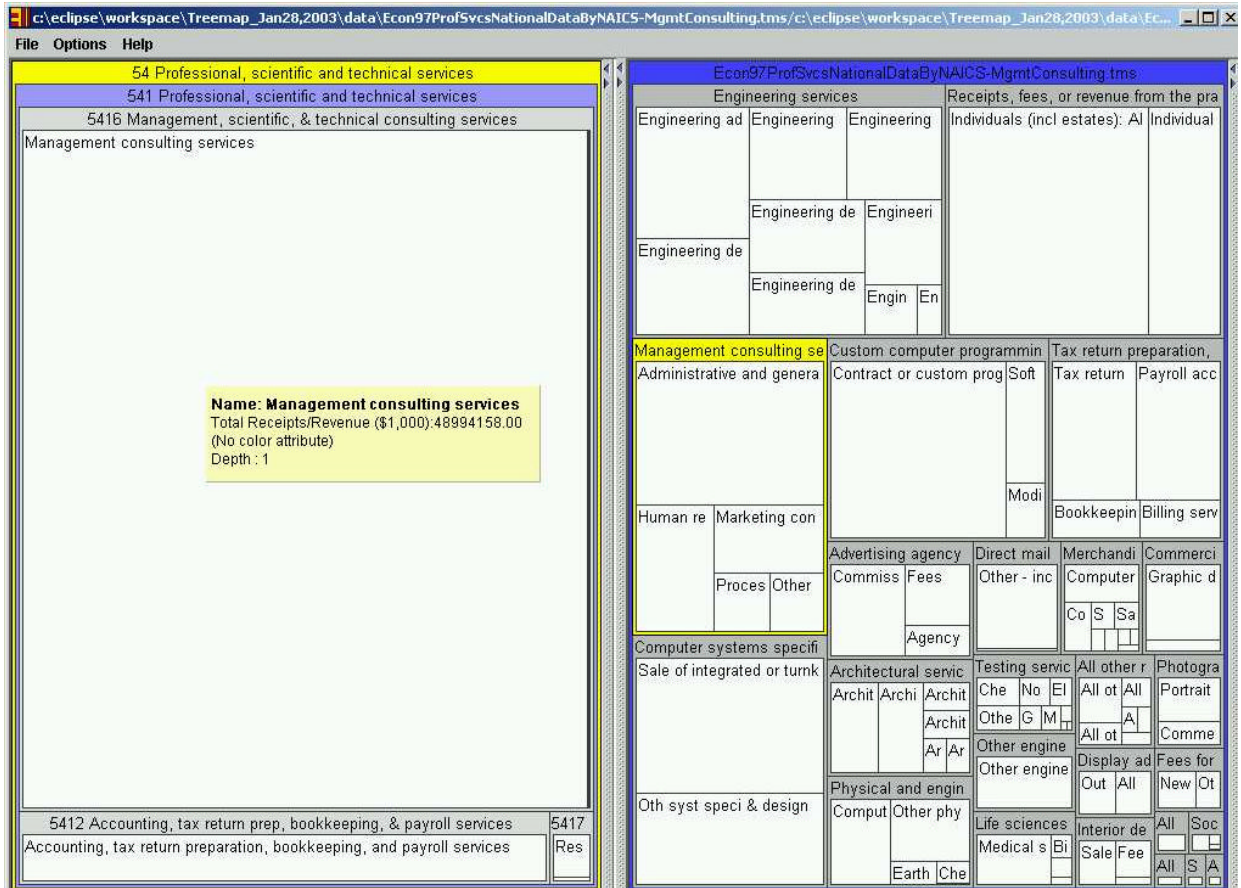 c:\eclipse\workspace\Treemap_Jan28,2003\data\Econ97ProfSvcsNationalDataByNAICS-MgmtConsulting.tms/c:\eclipse\workspace\Treemap_Jan28,2003\data\Ec...
File Options Help
54 Professional, scientific and technical services
541 Professional, scientific and technical services
5416 Management, scientific, & technical consulting services
Management consulting services
Name: Management consulting services
Total Receipts/Revenue ($1,000):48994158.00
(No color attribute)
Depth : 1
5412 Accounting, tax return prep, bookkeeping, & payroll services
5417
Accounting, tax return preparation, bookkeeping, and payroll services
Res
Econ97ProfSvcsNationalDataByNAICS-MgmtConsulting.tms
Engineering services
Receipts, fees, or revenue from the pra
Engineering ad
Engineering
Engineering
Individuals (incl estates): Al
Individual
Engineering de
Engineeri
Engineering de
Engineering de
Engin
En
Management consulting se
Custom computer programmin
Tax return preparation,
Administrative and genera
Contract or custom prog
Soft
Tax return
Payroll acc
Modi
Human re
Marketing con
Bookkeepin
Billing serv
Advertising agency
Direct mail
Merchandi
Commerci
Commiss
Fees
Other - inc
Computer
Graphic d
Proces
Other
Co
S
Sa
Agency
Computer systems specifi
Sale of integrated or turnk
Architectural servic
Testing servic
All other r
Photogra
Archit
Archi
Archit
Che
No
El
All ot
All
Portrait
Archit
Othe
G
M
A
All ot
Comme
Ar
Ar
Other engine
Other engine
Display ad
Fees for
Out
All
New
Ot
Physical and engin
Oth syst speci & design
Comput
Other phy
Life sciences
Interior de
All
Soc
Medical s
Bi
Sale
Fee
Earth
Che
All
S
A